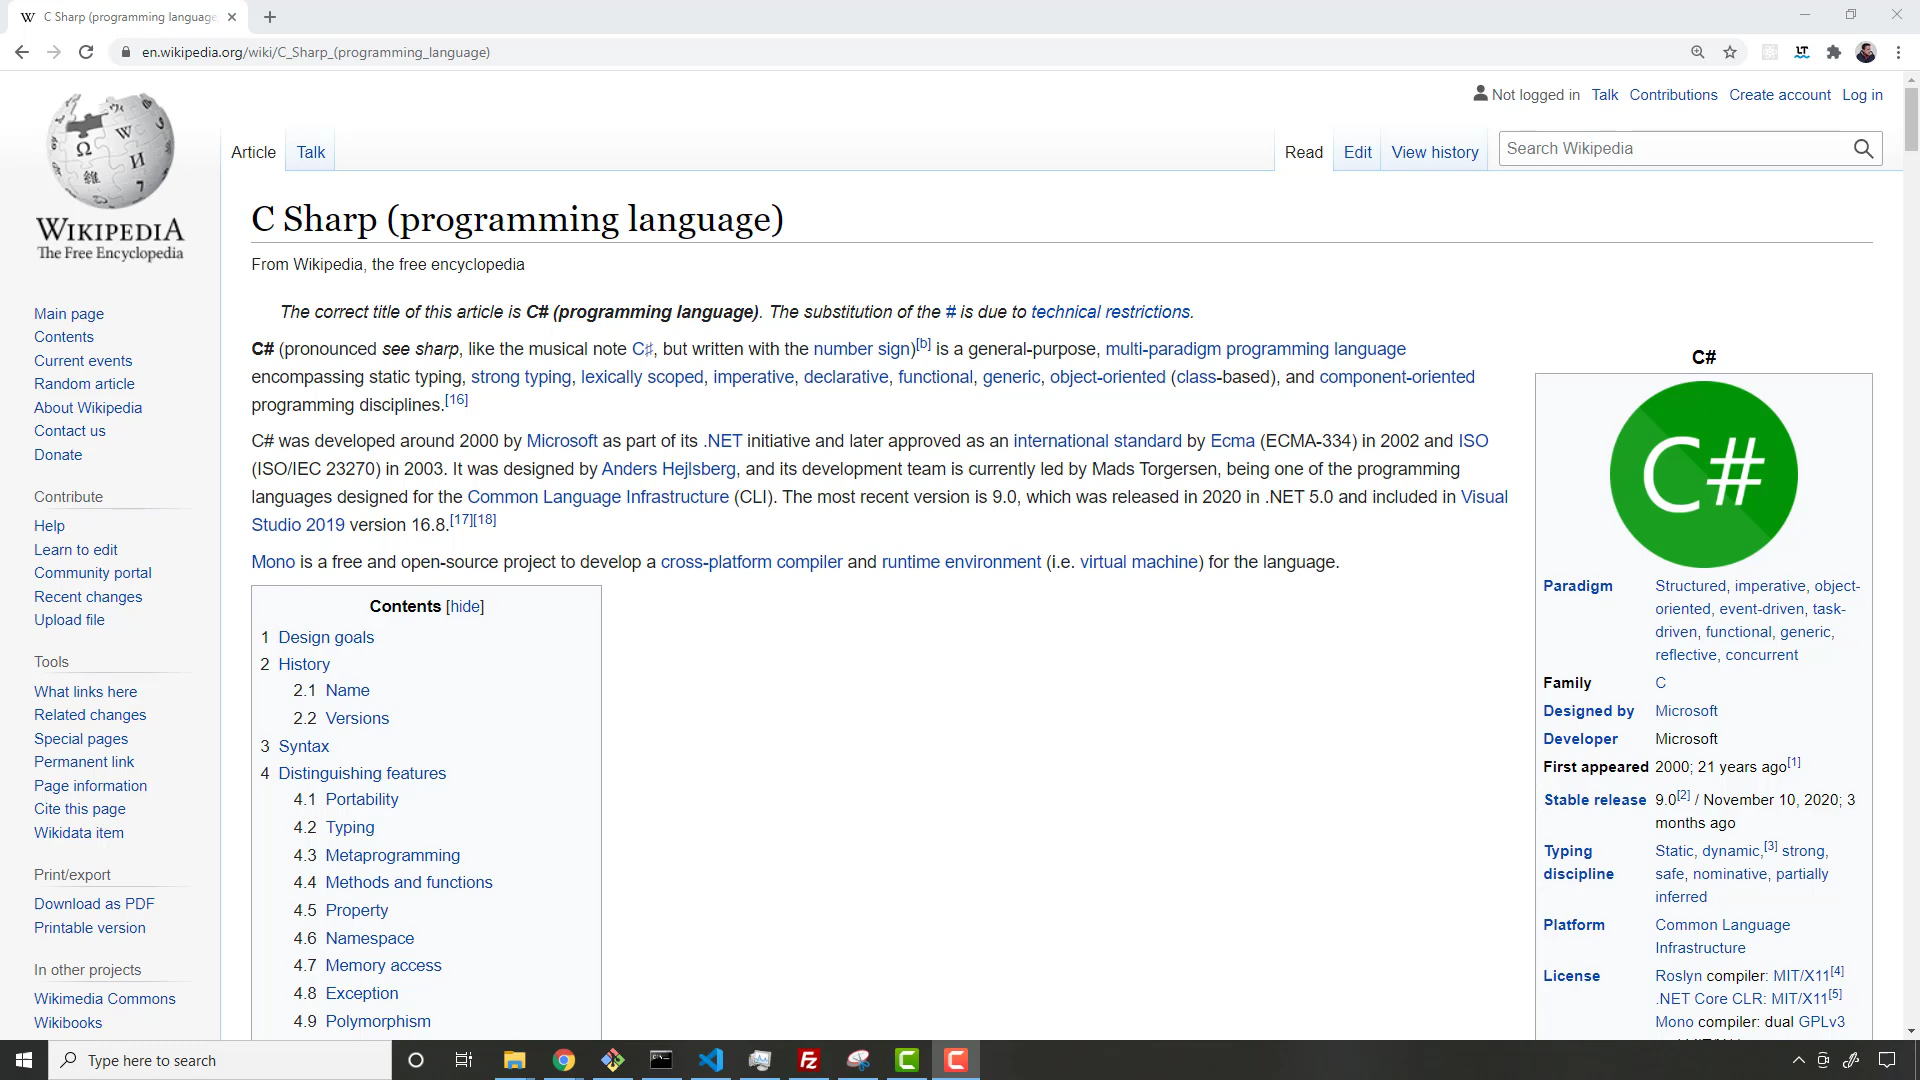 C Sharp (programming language
en.wikipedia.org/wiki/C_Sharp_(programming_language)
Not logged in Talk Contributions Create account Log in
Article Talk Read Edit View history Search Wikipedia
WIKIPEDIA
The Free Encyclopedia
C Sharp (programming language)
From Wikipedia, the free encyclopedia
The correct title of this article is C# (programming language). The substitution of the # is due to technical restrictions.
C# (pronounced see sharp, like the musical note C♯, but written with the number sign)[b] is a general-purpose, multi-paradigm programming language
encompassing static typing, strong typing, lexically scoped, imperative, declarative, functional, generic, object-oriented (class-based), and component-oriented
programming disciplines.[16]
C# was developed around 2000 by Microsoft as part of its .NET initiative and later approved as an international standard by Ecma (ECMA-334) in 2002 and ISO
(ISO/IEC 23270) in 2003. It was designed by Anders Hejlsberg, and its development team is currently led by Mads Torgersen, being one of the programming
languages designed for the Common Language Infrastructure (CLI). The most recent version is 9.0, which was released in 2020 in .NET 5.0 and included in Visual
Studio 2019 version 16.8.[17][18]
Mono is a free and open-source project to develop a cross-platform compiler and runtime environment (i.e. virtual machine) for the language.
Contents [hide]
1 Design goals
2 History
2.1 Name
2.2 Versions
3 Syntax
4 Distinguishing features
4.1 Portability
4.2 Typing
4.3 Metaprogramming
4.4 Methods and functions
4.5 Property
4.6 Namespace
4.7 Memory access
4.8 Exception
4.9 Polymorphism
C#
C#
Paradigm Structured, imperative, object-
oriented, event-driven, task-
driven, functional, generic,
reflective, concurrent
Family C
Designed by Microsoft
Developer Microsoft
First appeared 2000; 21 years ago[1]
Stable release 9.0[2] / November 10, 2020; 3
months ago
Typing Static, dynamic,[3] strong,
discipline safe, nominative, partially
inferred
Platform Common Language
Infrastructure
License Roslyn compiler: MIT/X11[4]
.NET Core CLR: MIT/X11[5]
Mono compiler: dual GPLv3
Main page
Contents
Current events
Random article
About Wikipedia
Contact us
Donate
Contribute
Help
Learn to edit
Community portal
Recent changes
Upload file
Tools
What links here
Related changes
Special pages
Permanent link
Page information
Cite this page
Wikidata item
Print/export
Download as PDF
Printable version
In other projects
Wikimedia Commons
Wikibooks
Type here to search